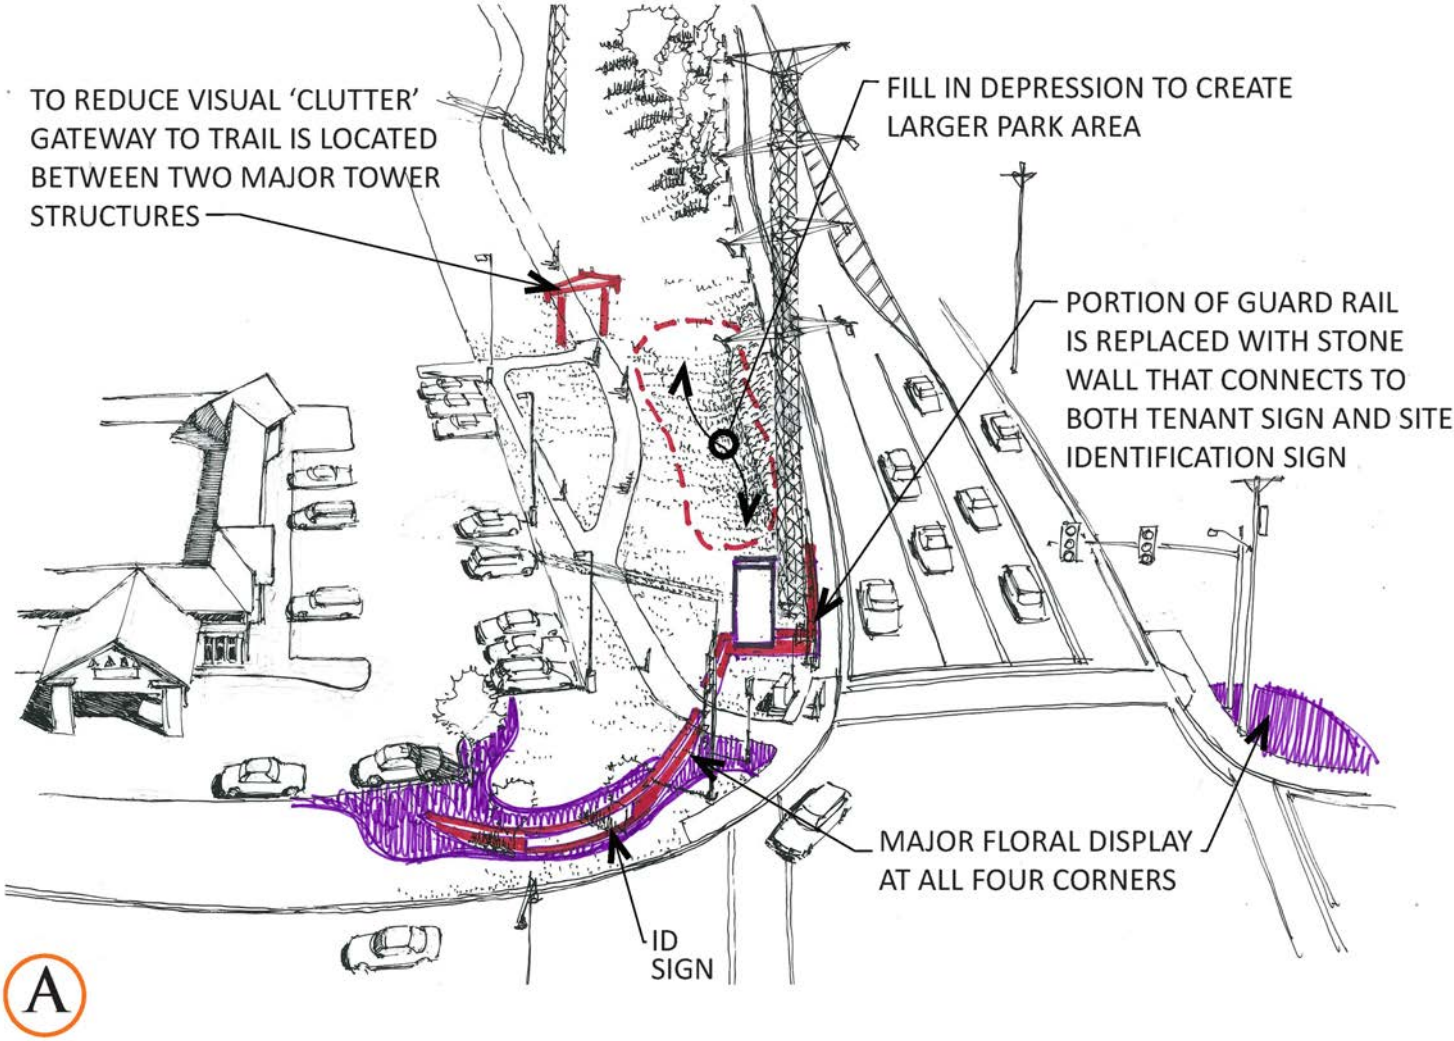 TO REDUCE VISUAL ‘CLUTTER’
GATEWAY TO TRAIL IS LOCATED
BETWEEN TWO MAJOR TOWER
STRUCTURES
FILL IN DEPRESSION TO CREATE
LARGER PARK AREA
PORTION OF GUARD RAIL
IS REPLACED WITH STONE
WALL THAT CONNECTS TO
BOTH TENANT SIGN AND SITE
IDENTIFICATION SIGN
MAJOR FLORAL DISPLAY
AT ALL FOUR CORNERS
ID
SIGN
A